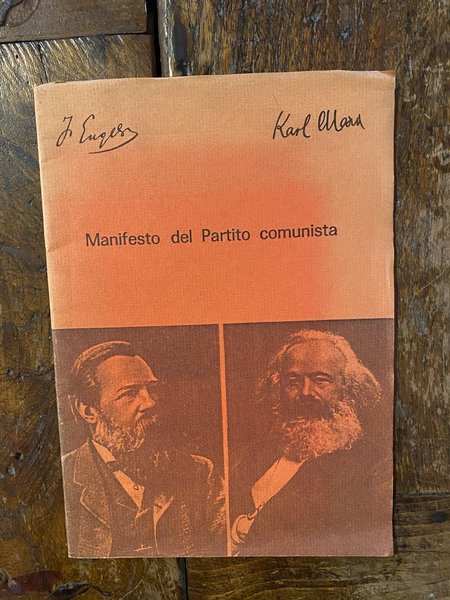 F. Engels
Karl Marx
Manifesto del Partito comunista